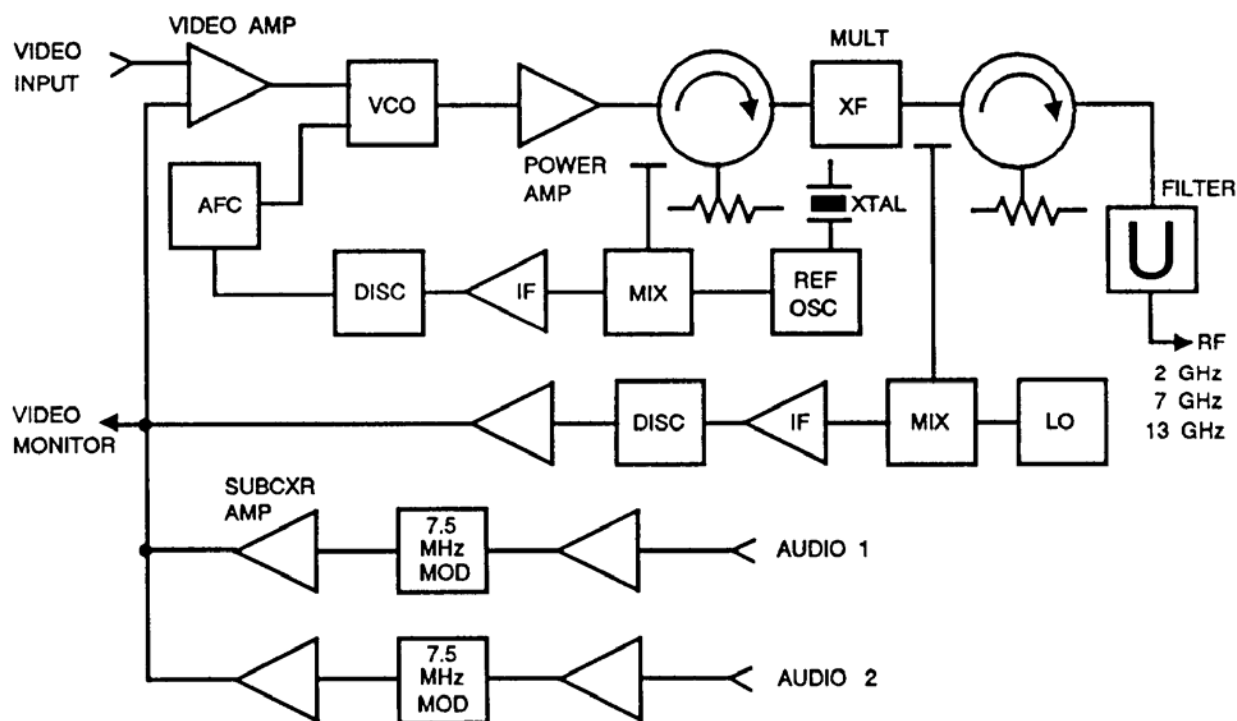 VIDEO AMP
VIDEO
INPUT
VCO
POWER
AMP
MULT
XF
AFC
DISC
IF
MIX
REF
OSC
XTAL
FILTER
RF
2 GHz
7 GHz
13 GHz
VIDEO
MONITOR
DISC
IF
MIX
LO
SUBCXR
AMP
7.5
MHz
MOD
AUDIO 1
7.5
MHz
MOD
AUDIO 2